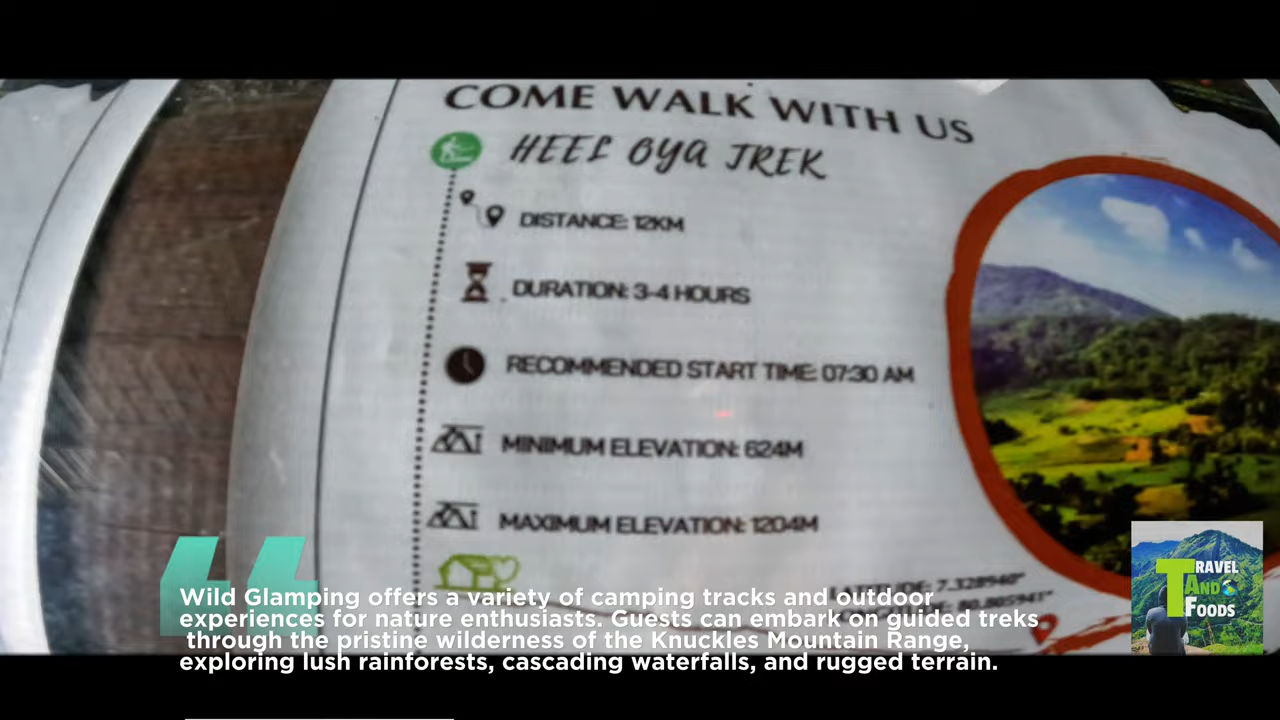 COME WALK WITH US
HEEL OYA TREK
DISTANCE: 12KM
DURATION: 3-4 HOURS
RECOMMENDED START TIME: 07:30 AM
MINIMUM ELEVATION: 624M
MAXIMUM ELEVATION: 1204M
LATITUDE: 7.328940"
Wild Glamping offers a variety of camping tracks and outdoor
experiences for nature enthusiasts. Guests can embark on guided treks
through the pristine wilderness of the Knuckles Mountain Range,
exploring lush rainforests, cascading waterfalls, and rugged terrain.
TRAVEL
AND
FOODS